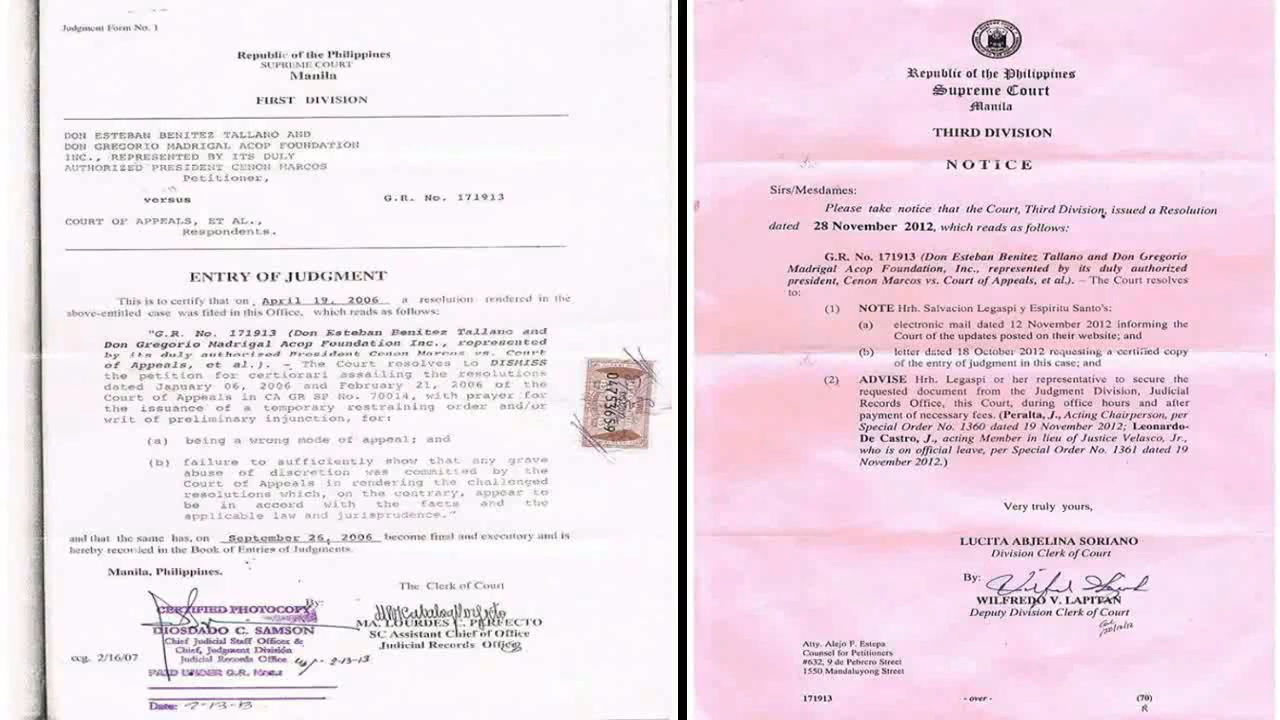 Judgment Form No. 1
Republic of the Philippines
SUPREME COURT
Manila
FIRST DIVISION
DON ESTEBAN BENITEZ TALLANO AND
DON GREGORIO MADRIGAL ACOP FOUNDATION
INC., REPRESENTED BY ITS DULY
AUTHORIZED PRESIDENT CENON MARCOS
Petitioner,
versus
G.R. No. 171913
COURT OF APPEALS, ET AL.,
Respondents.
ENTRY OF JUDGMENT
This is to certify that on April 19, 2006 a resolution rendered in the
above-entitled case was filed in this Office, which reads as follows:
"G.R. No. 171913 (Don Esteban Benitez Tallano and
Don Gregorio Madrigal Acop Foundation Inc., represented
by its duly authorized President Cenon Marcos vs. Court
of Appeals, et al.). – The Court resolves to DISMISS
the petition for certiorari assailing the resolutions
dated January 06, 2006 and February 21, 2006 of the
Court of Appeals in CA GR SP No. 70014, with prayer for
the issuance of a temporary restraining order and/or
writ of preliminary injunction, for:
(a) being a wrong mode of appeal; and
(b) failure to sufficiently show that any grave
abuse of discretion was committed by the
Court of Appeals in rendering the challenged
resolutions which, on the contrary, appear to
be in accord with the facts and the
applicable law and jurisprudence."
and that the same has, on September 26, 2006 become final and executory and is
hereby recorded in the Book of Entries of Judgments.
Manila, Philippines.
The Clerk of Court
By:
CERTIFIED PHOTOCOPY
MA. LOURDES C. PERFECTO
SC Assistant Chief of Office
Judicial Records Office
DIOSDADO C. SAMSON
Chief Judicial Staff Officer &
Chief, Judgment Division
Judicial Records Office 2-13-13
ccg. 2/16/07
PAID UNDER G.R. Nos.
Date: 2-13-13
04753659
Republic of the Philippines
Supreme Court
Manila
THIRD DIVISION
NOTICE
Sirs/Mesdames:
Please take notice that the Court, Third Division, issued a Resolution
dated 28 November 2012, which reads as follows:
G.R. No. 171913 (Don Esteban Benitez Tallano and Don Gregorio
Madrigal Acop Foundation, Inc., represented by its duly authorized
president, Cenon Marcos vs. Court of Appeals, et al.). – The Court resolves
to:
(1) NOTE Hrh. Salvacion Legaspi y Espiritu Santo's:
(a) electronic mail dated 12 November 2012 informing the
Court of the updates posted on their website; and
(b) letter dated 18 October 2012 requesting a certified copy
of the entry of judgment in this case; and
(2) ADVISE Hrh. Legaspi or her representative to secure the
requested document from the Judgment Division, Judicial
Records Office, this Court, during office hours and after
payment of necessary fees. (Peralta, J., Acting Chairperson, per
Special Order No. 1360 dated 19 November 2012; Leonardo-
De Castro, J., acting Member in lieu of Justice Velasco, Jr.,
who is on official leave, per Special Order No. 1361 dated 19
November 2012.)
Very truly yours,
LUCITA ABJELINA SORIANO
Division Clerk of Court
By:
WILFREDO V. LAPITAN
Deputy Division Clerk of Court
Atty. Alejo F. Estepa
Counsel for Petitioners
#632, 9 de Pebrero Street
1550 Mandaluyong Street
171913
- over -
(70)